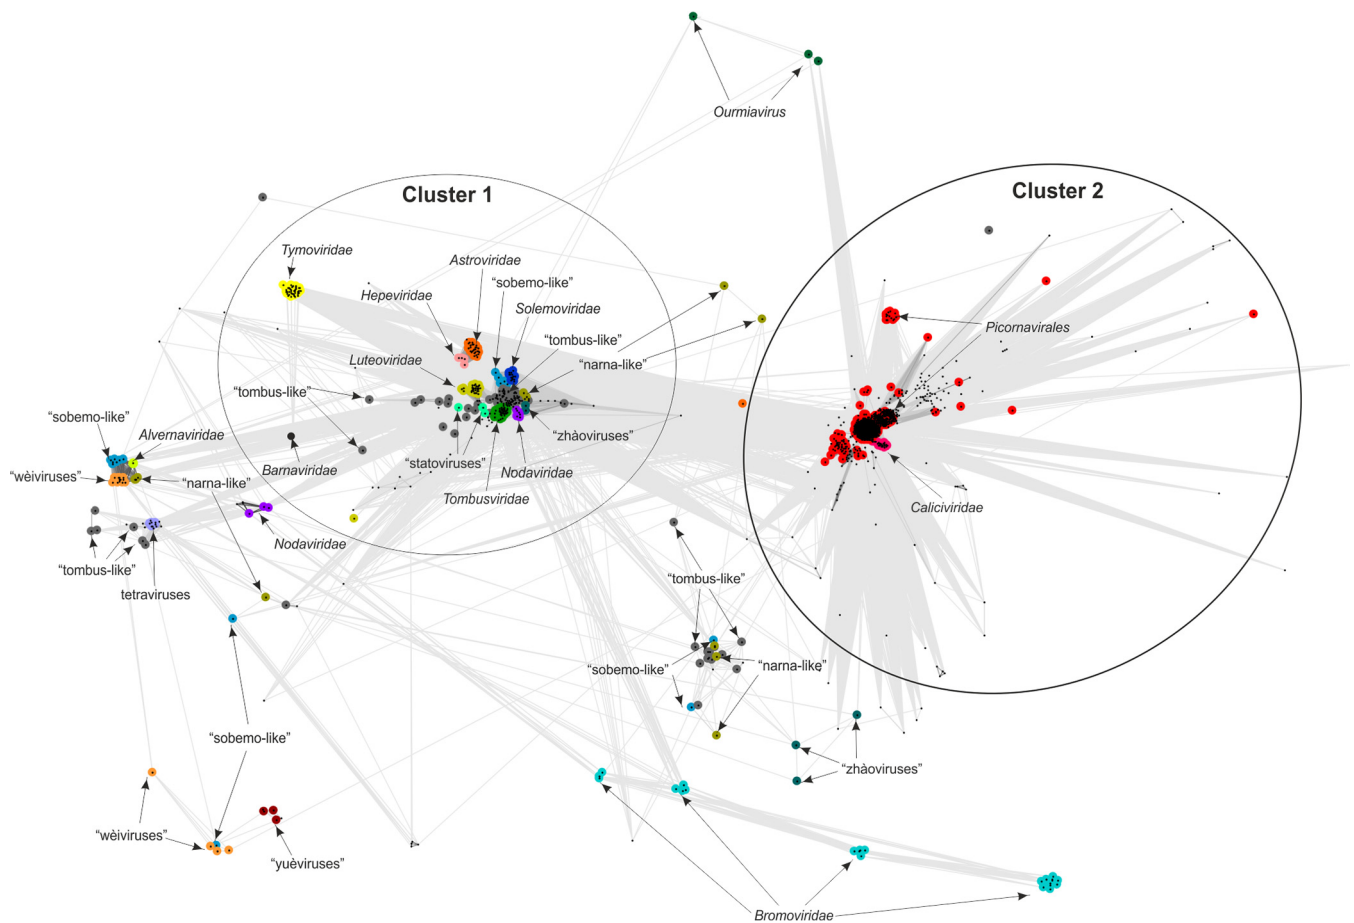 Ourmiavirus
Cluster 1
Cluster 2
Tymoviridae
Astroviridae
“sobemo-like”
Hepeviridae
Solemoviridae
“tombus-like”
Picornavirales
Luteoviridae
“narna-like”
“tombus-like”
“sobemo-like”
Alvernaviridae
“zhàoviruses”
“statoviruses”
Barnaviridae
Nodaviridae
“wèiviruses”
“narna-like”
Tombusviridae
Caliciviridae
Nodaviridae
“tombus-like”
“tombus-like”
tetraviruses
“sobemo-like”
“narna-like”
“sobemo-like”
“zhàoviruses”
“wèiviruses”
“yuèviruses”
Bromoviridae